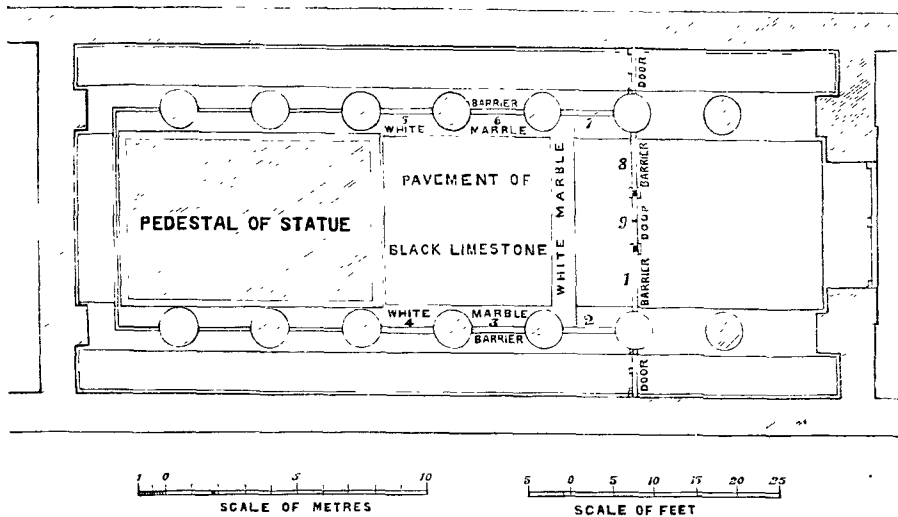 DOOR
BARRIER
5 6 7
WHITE MARBLE
8
BARRIER
PAVEMENT OF
WHITE MARBLE
PEDESTAL OF STATUE
9
DOOR
BLACK LIMESTONE
1
BARRIER
WHITE MARBLE
4 3 2
BARRIER
DOOR
1 0 5 10
SCALE OF METRES
5 0 5 10 15 20 25
SCALE OF FEET